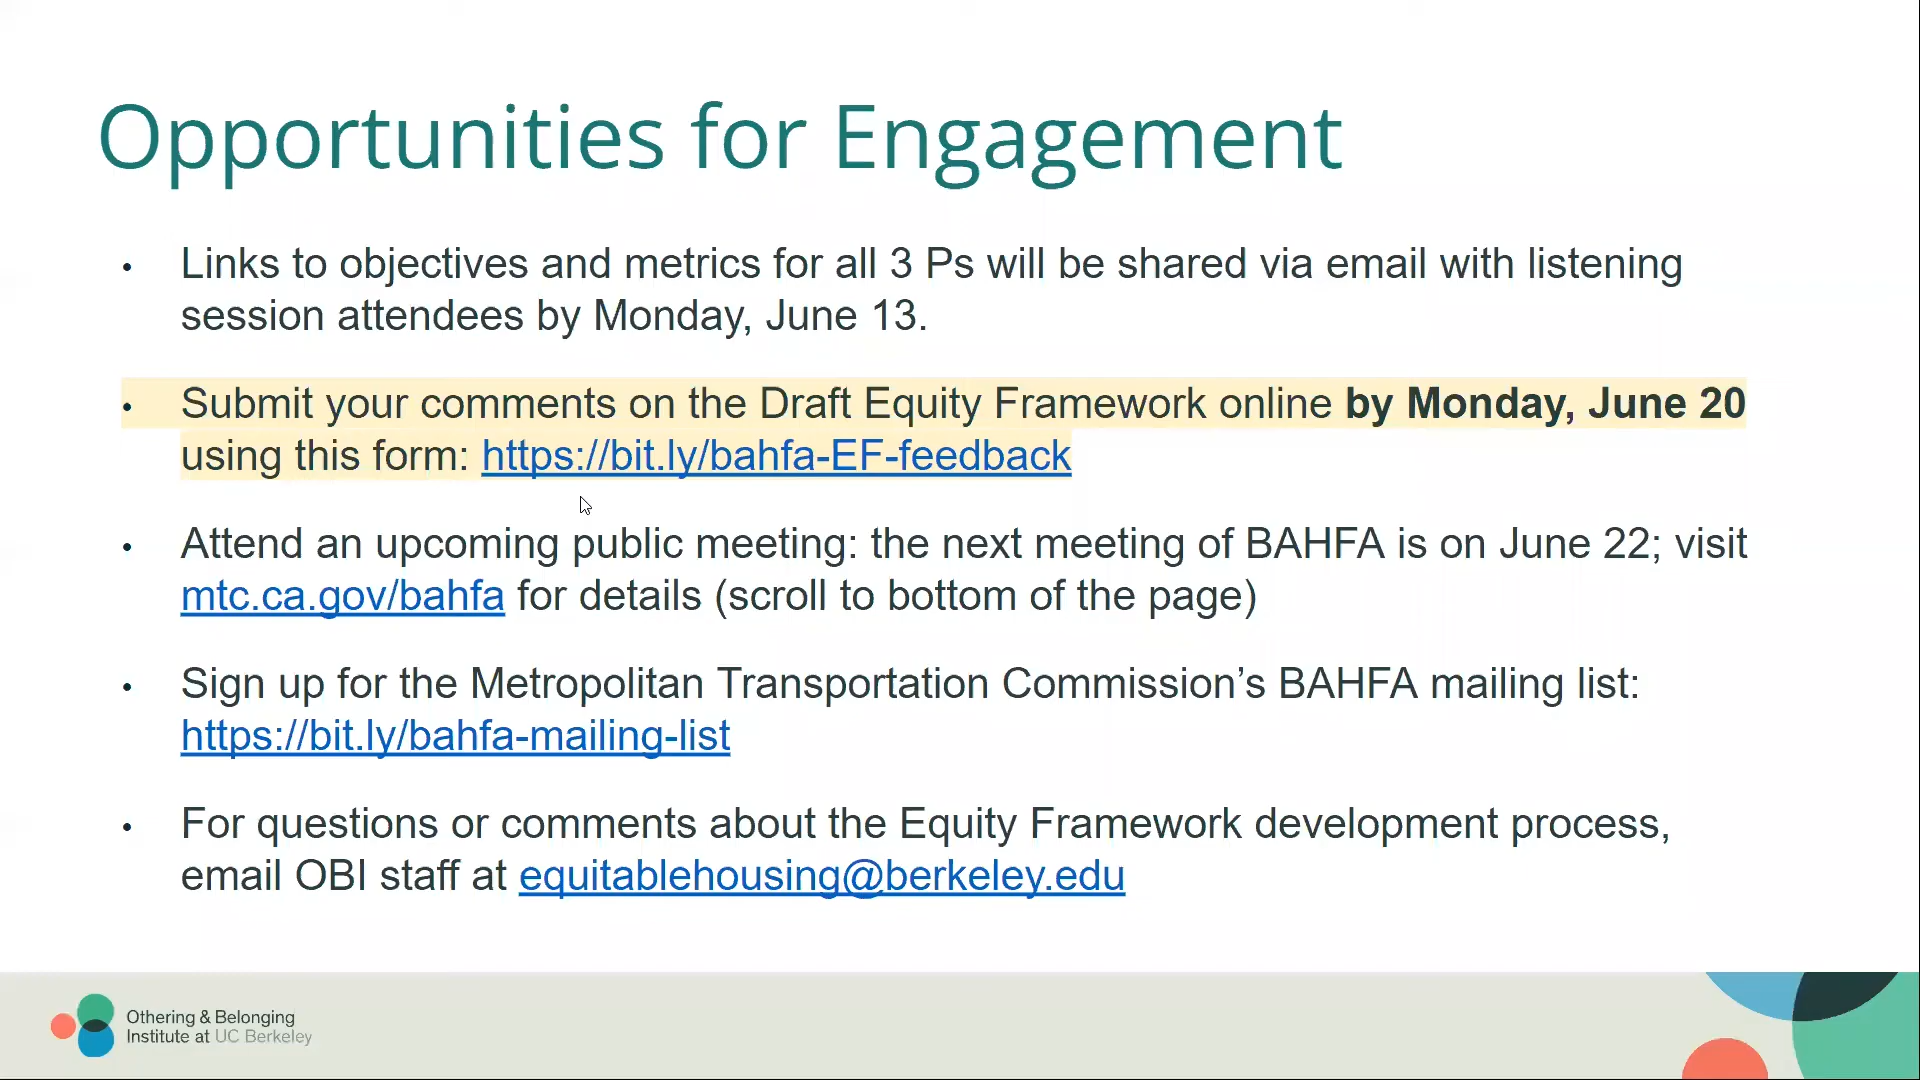 Opportunities for Engagement
• Links to objectives and metrics for all 3 Ps will be shared via email with listening
session attendees by Monday, June 13.
• Submit your comments on the Draft Equity Framework online by Monday, June 20
using this form: https://bit.ly/bahfa-EF-feedback
• Attend an upcoming public meeting: the next meeting of BAHFA is on June 22; visit
mtc.ca.gov/bahfa for details (scroll to bottom of the page)
• Sign up for the Metropolitan Transportation Commission’s BAHFA mailing list:
https://bit.ly/bahfa-mailing-list
• For questions or comments about the Equity Framework development process,
email OBI staff at equitablehousing@berkeley.edu
Othering & Belonging
Institute at UC Berkeley